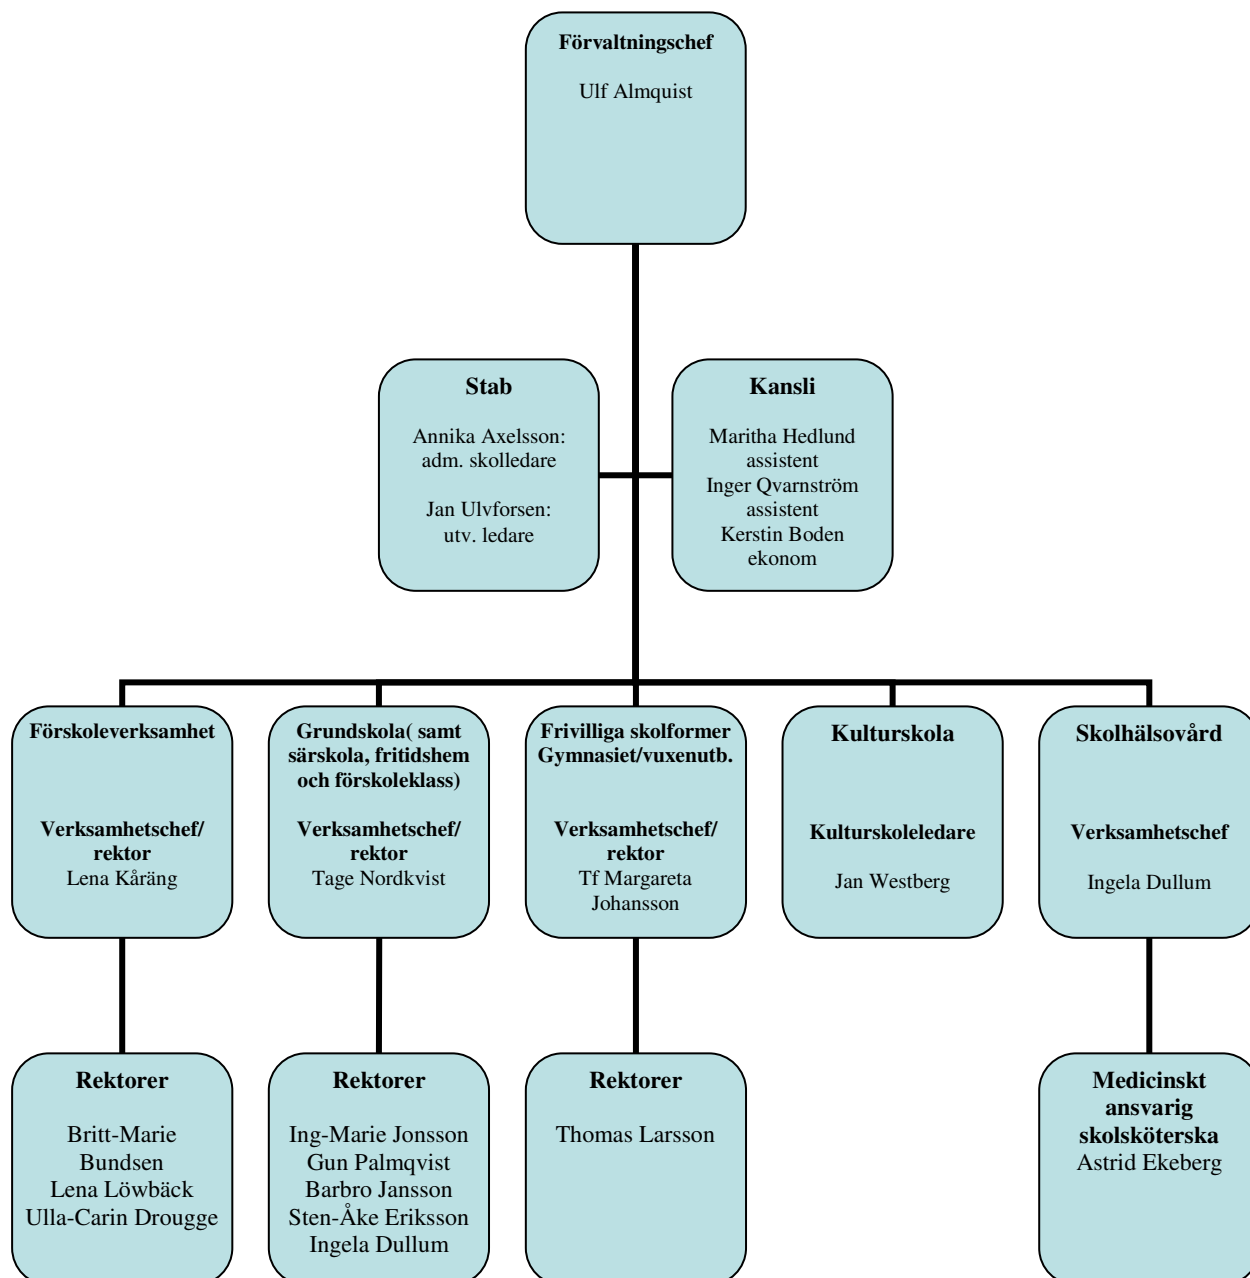 Förvaltningschef
Ulf Almquist
Stab
Annika Axelsson:
adm. skolledare
Jan Ulvforsen:
utv. ledare
Kansli
Maritha Hedlund
assistent
Inger Qvarnström
assistent
Kerstin Boden
ekonom
Förskoleverksamhet
Verksamhetschef/
rektor
Lena Kåräng
Grundskola( samt
särskola, fritidshem
och förskoleklass)
Verksamhetschef/
rektor
Tage Nordkvist
Frivilliga skolformer
Gymnasiet/vuxenutb.
Verksamhetschef/
rektor
Tf Margareta
Johansson
Kulturskola
Kulturskoleledare
Jan Westberg
Skolhälsovård
Verksamhetschef
Ingela Dullum
Rektorer
Britt-Marie
Bundsen
Lena Löwbäck
Ulla-Carin Drougge
Rektorer
Ing-Marie Jonsson
Gun Palmqvist
Barbro Jansson
Sten-Åke Eriksson
Ingela Dullum
Rektorer
Thomas Larsson
Medicinskt
ansvarig
skolsköterska
Astrid Ekeberg